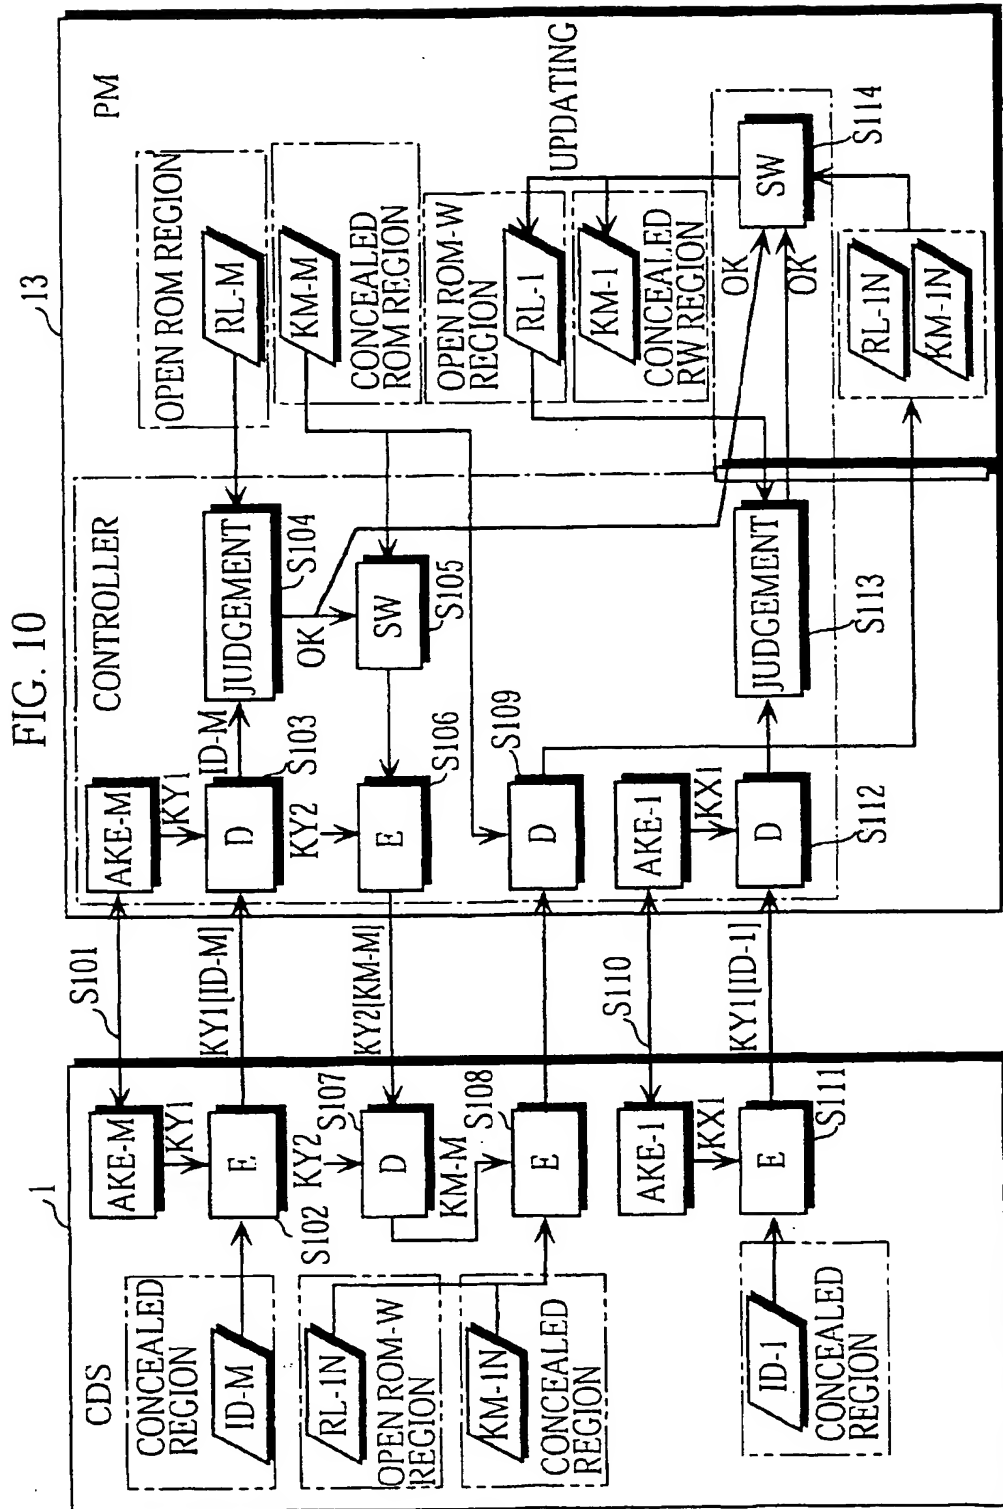 FIG. 10
13
PM
OPEN ROM REGION
RL-M
KM-M
CONCEALED
ROM REGION
OPEN ROM-W
REGION
RL-1
KM-1
CONCEALED
RW REGION
UPDATING
SW
S114
OK
OK
RL-1N
KM-1N
CONTROLLER
AKE-M
KY1
ID-M
D
S103
JUDGEMENT
S104
OK
SW
S105
KY2
E
S106
D
S109
AKE-1
KX1
D
S112
JUDGEMENT
S113
S101
KY1[ID-M]
KY2[KM-M]
S110
KY1[ID-1]
1
CDS
AKE-M
KY1
E
S102
CONCEALED
REGION
ID-M
KY2
D
S107
KM-M
E
S108
RL-1N
OPEN ROM-W
REGION
KM-1N
CONCEALED
REGION
AKE-1
KX1
E
S111
ID-1
CONCEALED
REGION